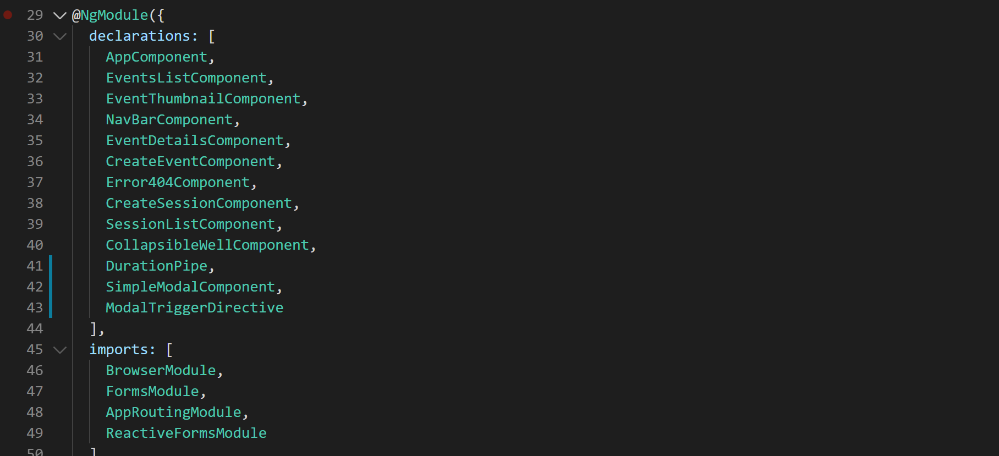 29 @NgModule({
30 declarations: [
31 AppComponent,
32 EventsListComponent,
33 EventThumbnailComponent,
34 NavBarComponent,
35 EventDetailsComponent,
36 CreateEventComponent,
37 Error404Component,
38 CreateSessionComponent,
39 SessionListComponent,
40 CollapsibleWellComponent,
41 DurationPipe,
42 SimpleModalComponent,
43 ModalTriggerDirective
44 ],
45 imports: [
46 BrowserModule,
47 FormsModule,
48 AppRoutingModule,
49 ReactiveFormsModule
50 ]